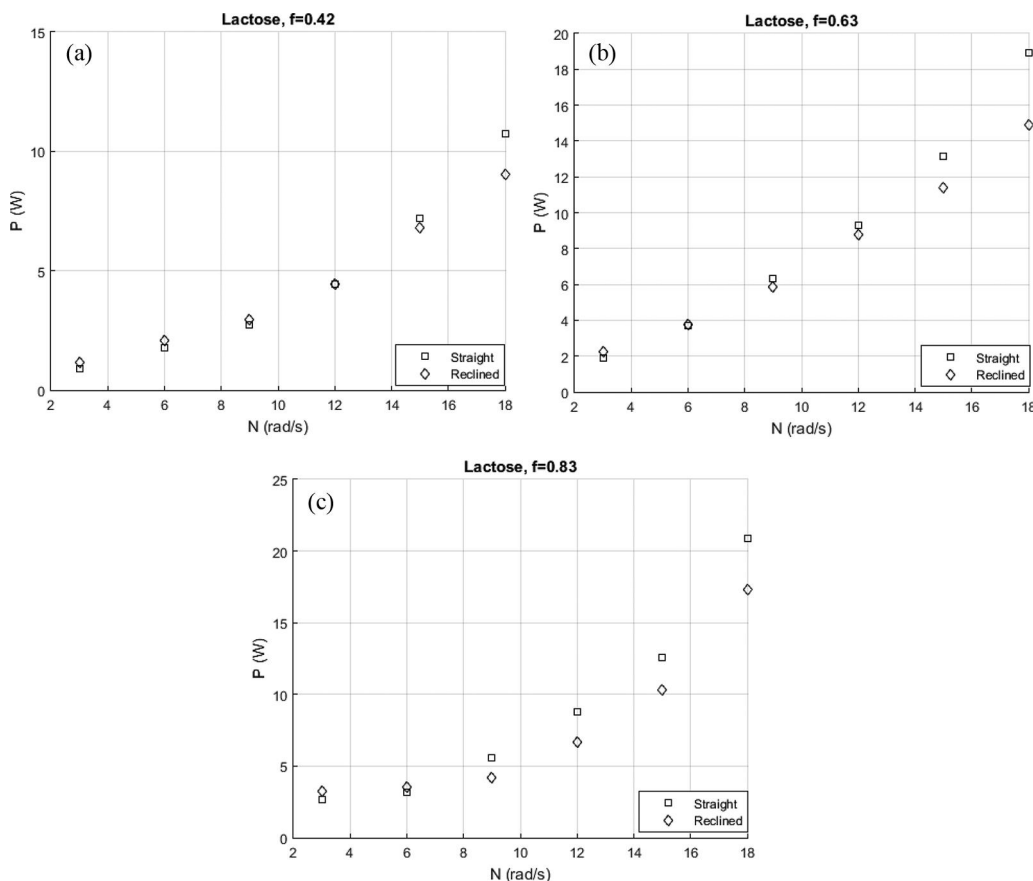 Lactose, f=0.42
(a)
15
10
5
0
P (W)
2 4 6 8 10 12 14 16 18
N (rad/s)
Straight
Reclined
Lactose, f=0.63
(b)
20
18
16
14
12
10
8
6
4
2
0
P (W)
2 4 6 8 10 12 14 16 18
N (rad/s)
Straight
Reclined
Lactose, f=0.83
(c)
25
20
15
10
5
0
P (W)
2 4 6 8 10 12 14 16 18
N (rad/s)
Straight
Reclined